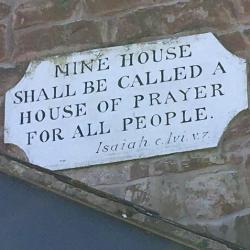 MINE HOUSE
SHALL BE CALLED A
HOUSE OF PRAYER
FOR ALL PEOPLE.
Isaiah c.lvi.v.7.